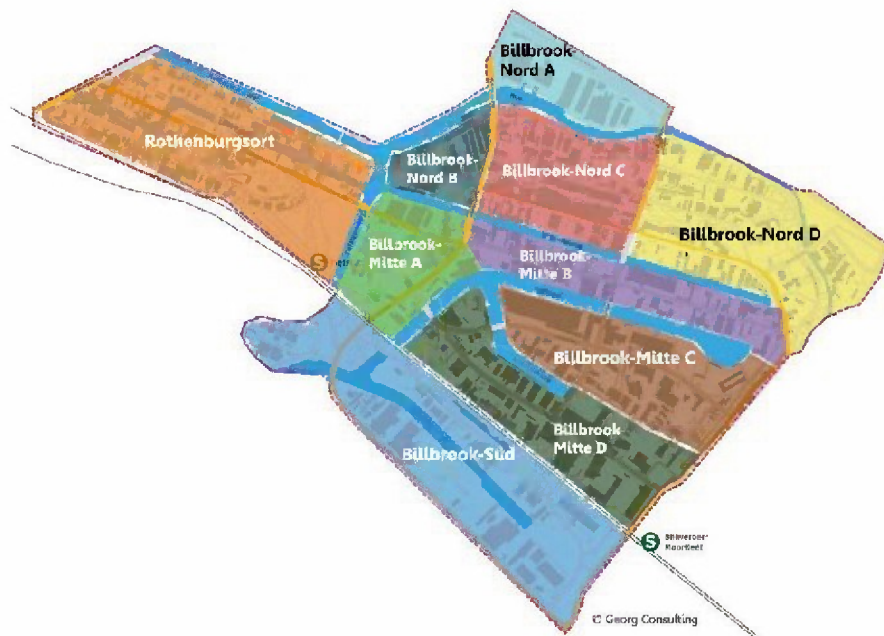 Billbrook-
Nord A
Rothenburgsort
Billbrook-
Nord B
Billbrook-Nord C
Billbrook-Nord D
Billbrook-
Mitte A
Billbrook-
Mitte B
S
Billbrook-Mitte C
Billbrook
Mitte D
Billbrook-Süd
S
© Georg Consulting